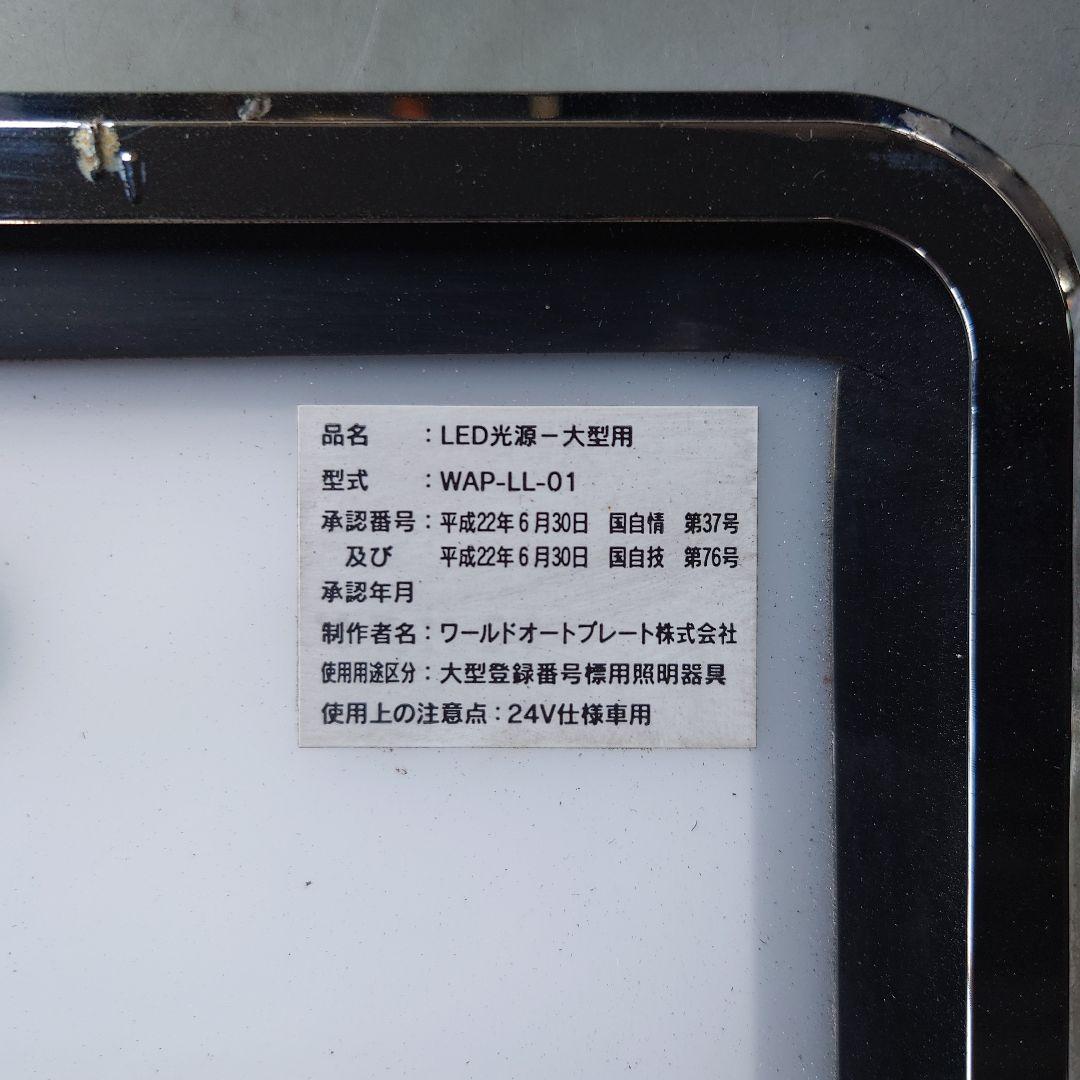 品名　　：LED光源－大型用
型式　　：WAP-LL-01
承認番号：平成22年6月30日　国自情　第37号
及び　　平成22年6月30日　国自技　第76号
承認年月
制作者名：ワールドオートプレート株式会社
使用用途区分：大型登録番号標用照明器具
使用上の注意点：24V仕様車用